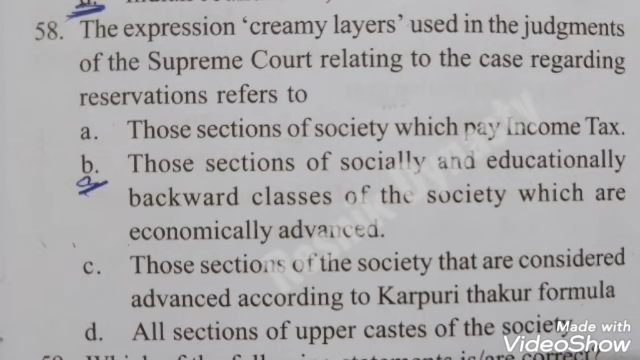 58. The expression 'creamy layers' used in the judgments
of the Supreme Court relating to the case regarding
reservations refers to
a. Those sections of society which pay Income Tax.
b. Those sections of socially and educationally
backward classes of the society which are
economically advanced.
c. Those sections of the society that are considered
advanced according to Karpuri thakur formula
d. All sections of upper castes of the society.
Made with
VideoShow